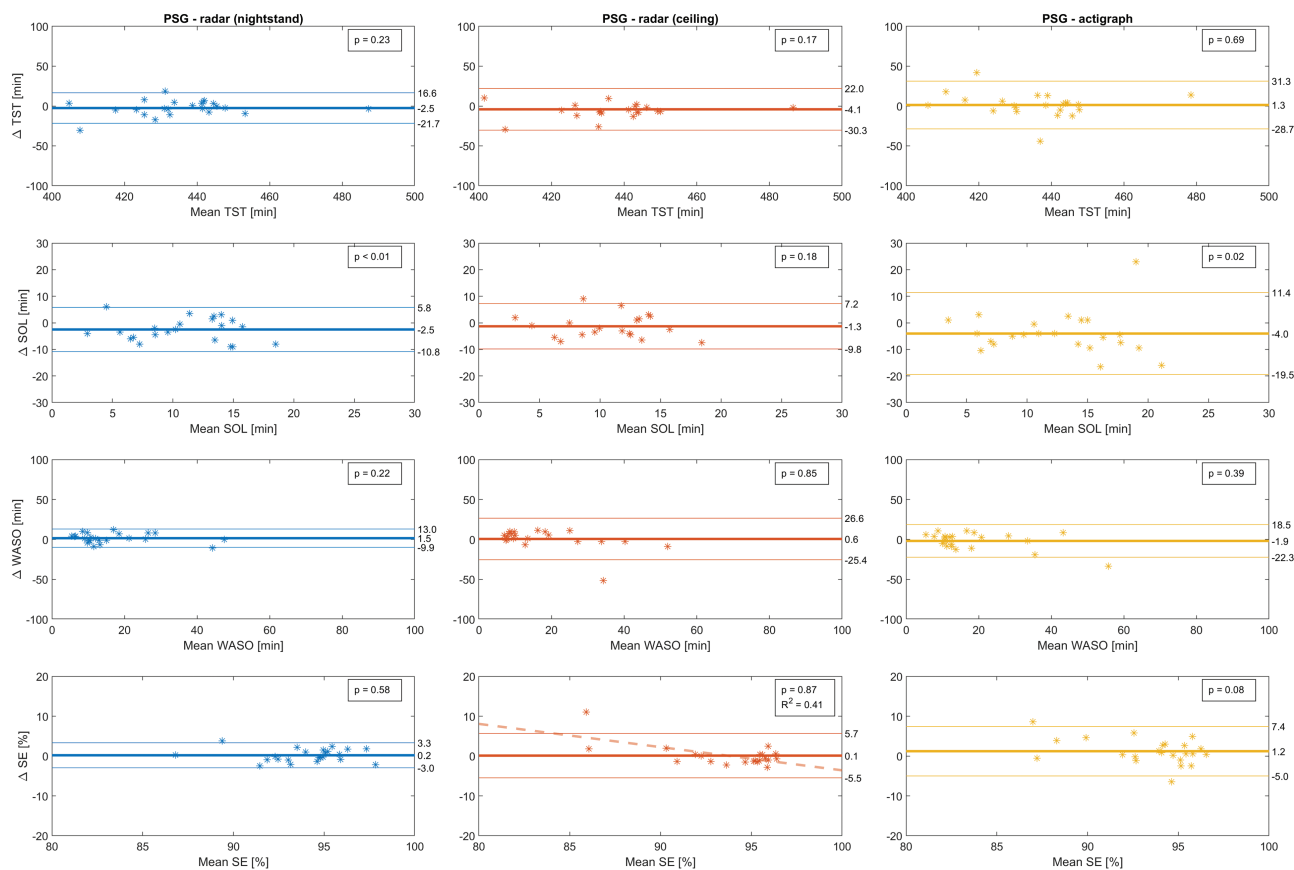 PSG - radar (nightstand)
PSG - radar (ceiling)
PSG - actigraph
100
50
0
-50
-100
Δ TST [min]
p = 0.23
16.6
-2.5
-21.7
400 420 440 460 480 500
Mean TST [min]
100
50
0
-50
-100
p = 0.17
22.0
-4.1
-30.3
400 420 440 460 480 500
Mean TST [min]
100
50
0
-50
-100
p = 0.69
31.3
1.3
-28.7
400 420 440 460 480 500
Mean TST [min]
30
20
10
0
-10
-20
-30
Δ SOL [min]
p < 0.01
5.8
-2.5
-10.8
0 5 10 15 20 25 30
Mean SOL [min]
30
20
10
0
-10
-20
-30
p = 0.18
7.2
-1.3
-9.8
0 5 10 15 20 25 30
Mean SOL [min]
30
20
10
0
-10
-20
-30
p = 0.02
11.4
-4.0
-19.5
0 5 10 15 20 25 30
Mean SOL [min]
100
50
0
-50
-100
Δ WASO [min]
p = 0.22
13.0
1.5
-9.9
0 20 40 60 80 100
Mean WASO [min]
100
50
0
-50
-100
p = 0.85
26.6
0.6
-25.4
0 20 40 60 80 100
Mean WASO [min]
100
50
0
-50
-100
p = 0.39
18.5
-1.9
-22.3
0 20 40 60 80 100
Mean WASO [min]
20
10
0
-10
-20
Δ SE [%]
p = 0.58
3.3
0.2
-3.0
80 85 90 95 100
Mean SE [%]
20
10
0
-10
-20
p = 0.87
R² = 0.41
5.7
0.1
-5.5
80 85 90 95 100
Mean SE [%]
20
10
0
-10
-20
p = 0.08
7.4
1.2
-5.0
80 85 90 95 100
Mean SE [%]